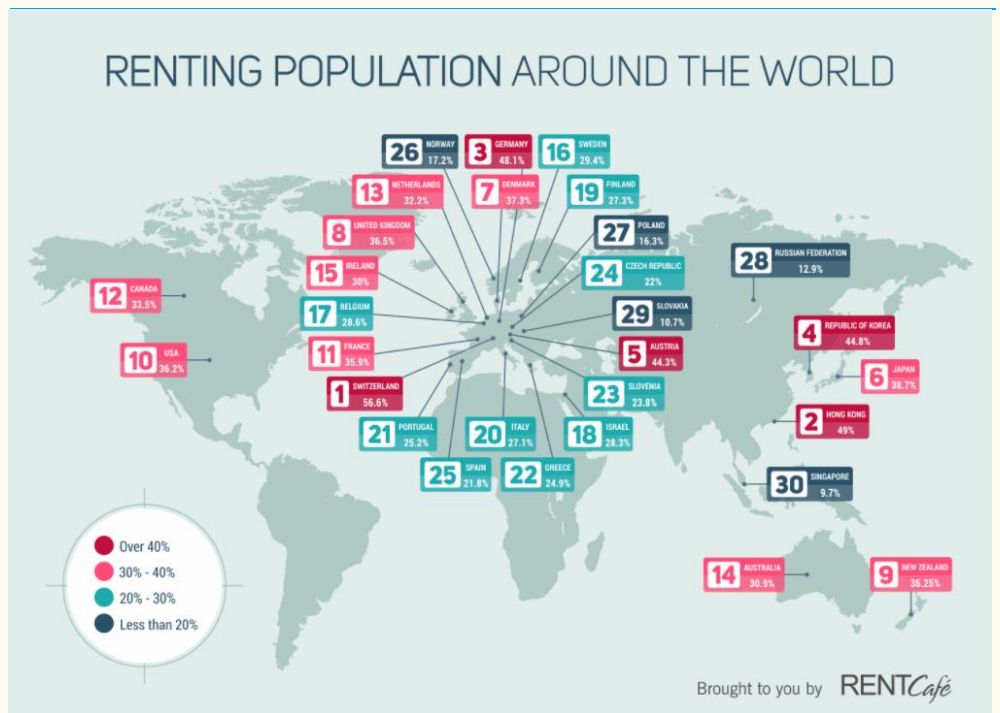 RENTING POPULATION AROUND THE WORLD
26 NORWAY
17.2%
3 GERMANY
48.1%
16 SWEDEN
29.4%
13 NETHERLANDS
32.2%
7 DENMARK
37.3%
19 FINLAND
27.3%
8 UNITED KINGDOM
36.5%
27 POLAND
16.3%
28 RUSSIAN FEDERATION
12.9%
15 IRELAND
30%
24 CZECH REPUBLIC
22%
12 CANADA
33.5%
17 BELGIUM
28.6%
29 SLOVAKIA
10.7%
4 REPUBLIC OF KOREA
44.8%
10 USA
36.2%
11 FRANCE
35.9%
5 AUSTRIA
44.3%
6 JAPAN
38.7%
1 SWITZERLAND
56.6%
23 SLOVENIA
23.8%
2 HONG KONG
49%
21 PORTUGAL
25.2%
20 ITALY
27.1%
18 ISRAEL
28.3%
25 SPAIN
21.8%
22 GREECE
24.9%
30 SINGAPORE
9.7%
14 AUSTRALIA
30.9%
9 NEW ZEALAND
36.25%
Over 40%
30% - 40%
20% - 30%
Less than 20%
Brought to you by RENTCafé